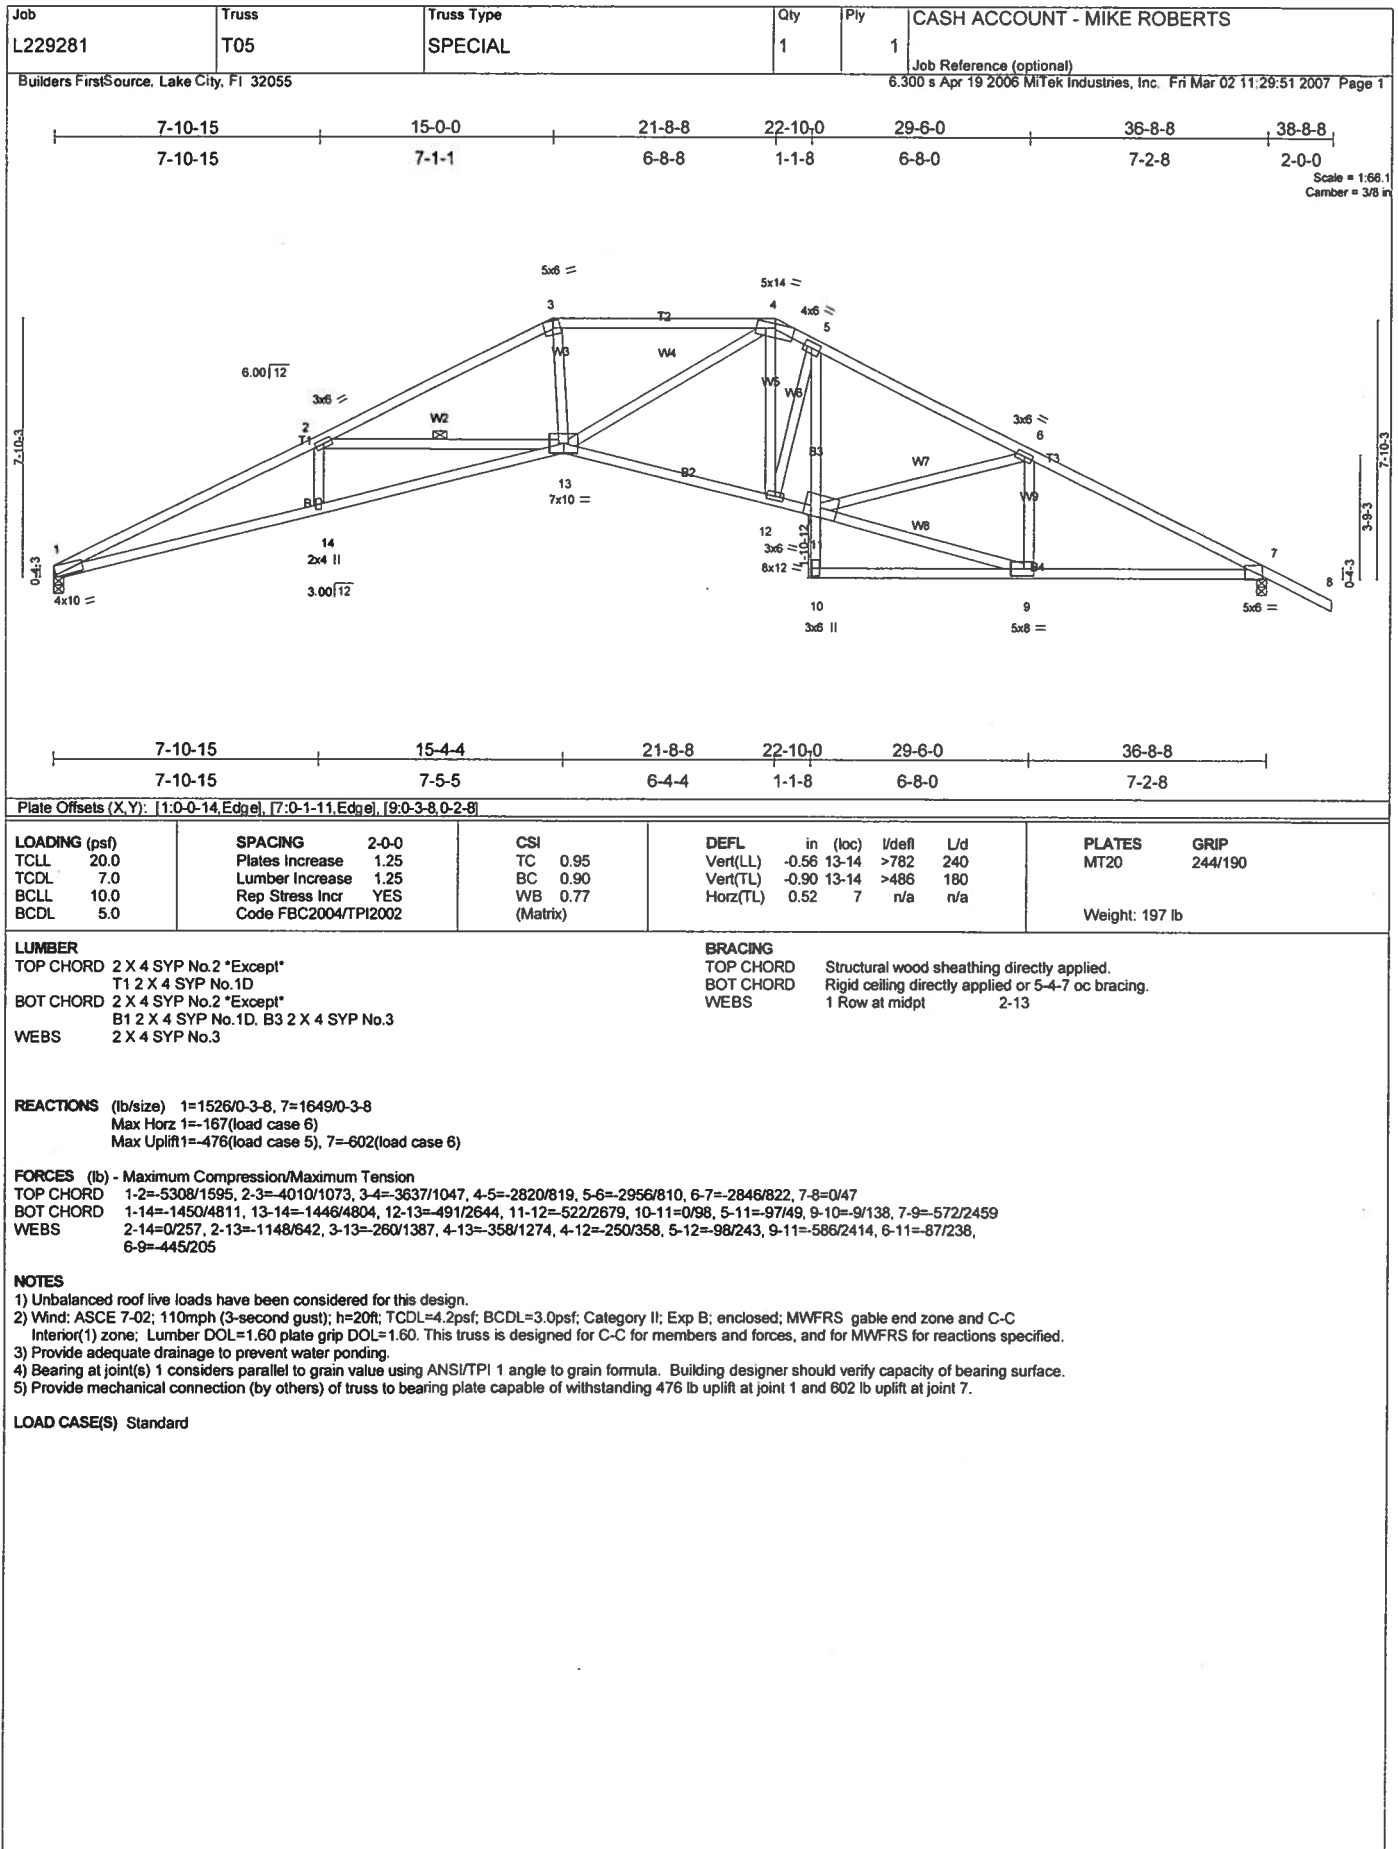 Job Truss Truss Type Qty Ply CASH ACCOUNT - MIKE ROBERTS
L229281 T05 SPECIAL 1 1
Job Reference (optional)
Builders FirstSource, Lake City, Fl 32055 6.300 s Apr 19 2006 MiTek Industries, Inc. Fri Mar 02 11:29:51 2007 Page 1
7-10-15 15-0-0 21-8-8 22-10-0 29-6-0 36-8-8 38-8-8
7-10-15 7-1-1 6-8-8 1-1-8 6-8-0 7-2-8 2-0-0
Scale = 1:66.1
Camber = 3/8 in
5x6 =
5x14 =
3 4 4x6 =
T2 5
W3 W4
6.00 12
W5 W6
3x6 =
W2
3x6 =
2
T1
6
T3
7-10-3
7-10-3
B3
W7
B2
13
7x10 =
W9
3-9-3
B
12
3x6 =
8x12 =
1-10-12
11
W8
14
2x4 II
3.00 12
1
0-4-3
4x10 =
B4
7
8
0-4-3
5x6 =
10
3x6 II
9
5x8 =
7-10-15 15-4-4 21-8-8 22-10-0 29-6-0 36-8-8
7-10-15 7-5-5 6-4-4 1-1-8 6-8-0 7-2-8
Plate Offsets (X,Y): [1:0-0-14,Edge], [7:0-1-11,Edge], [9:0-3-8,0-2-8]
LOADING (psf)
TCLL 20.0
TCDL 7.0
BCLL 10.0
BCDL 5.0
SPACING 2-0-0
Plates Increase 1.25
Lumber Increase 1.25
Rep Stress Incr YES
Code FBC2004/TPI2002
CSI
TC 0.95
BC 0.90
WB 0.77
(Matrix)
DEFL in (loc) l/defl L/d
Vert(LL) -0.56 13-14 >782 240
Vert(TL) -0.90 13-14 >486 180
Horz(TL) 0.52 7 n/a n/a
PLATES GRIP
MT20 244/190
Weight: 197 lb
LUMBER
TOP CHORD 2 X 4 SYP No.2 *Except*
T1 2 X 4 SYP No.1D
BOT CHORD 2 X 4 SYP No.2 *Except*
B1 2 X 4 SYP No.1D, B3 2 X 4 SYP No.3
WEBS 2 X 4 SYP No.3
BRACING
TOP CHORD Structural wood sheathing directly applied.
BOT CHORD Rigid ceiling directly applied or 5-4-7 oc bracing.
WEBS 1 Row at midpt 2-13
REACTIONS (lb/size) 1=1526/0-3-8, 7=1649/0-3-8
Max Horz 1=-167(load case 6)
Max Uplift1=-476(load case 5), 7=-602(load case 6)
FORCES (lb) - Maximum Compression/Maximum Tension
TOP CHORD 1-2=-5308/1595, 2-3=-4010/1073, 3-4=-3637/1047, 4-5=-2820/819, 5-6=-2956/810, 6-7=-2846/822, 7-8=0/47
BOT CHORD 1-14=-1450/4811, 13-14=-1446/4804, 12-13=-491/2644, 11-12=-522/2679, 10-11=0/98, 5-11=-97/49, 9-10=-9/138, 7-9=-572/2459
WEBS 2-14=0/257, 2-13=-1148/642, 3-13=-260/1387, 4-13=-358/1274, 4-12=-250/358, 5-12=-98/243, 9-11=-586/2414, 6-11=-87/238,
6-9=-445/205
NOTES
1) Unbalanced roof live loads have been considered for this design.
2) Wind: ASCE 7-02; 110mph (3-second gust); h=20ft; TCDL=4.2psf; BCDL=3.0psf; Category II; Exp B; enclosed; MWFRS gable end zone and C-C
Interior(1) zone; Lumber DOL=1.60 plate grip DOL=1.60. This truss is designed for C-C for members and forces, and for MWFRS for reactions specified.
3) Provide adequate drainage to prevent water ponding.
4) Bearing at joint(s) 1 considers parallel to grain value using ANSI/TPI 1 angle to grain formula. Building designer should verify capacity of bearing surface.
5) Provide mechanical connection (by others) of truss to bearing plate capable of withstanding 476 lb uplift at joint 1 and 602 lb uplift at joint 7.
LOAD CASE(S) Standard